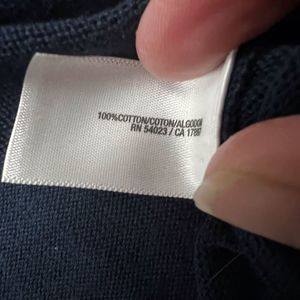 100%COTTON/COTON/ALGODON
RN 54023 / CA 17897